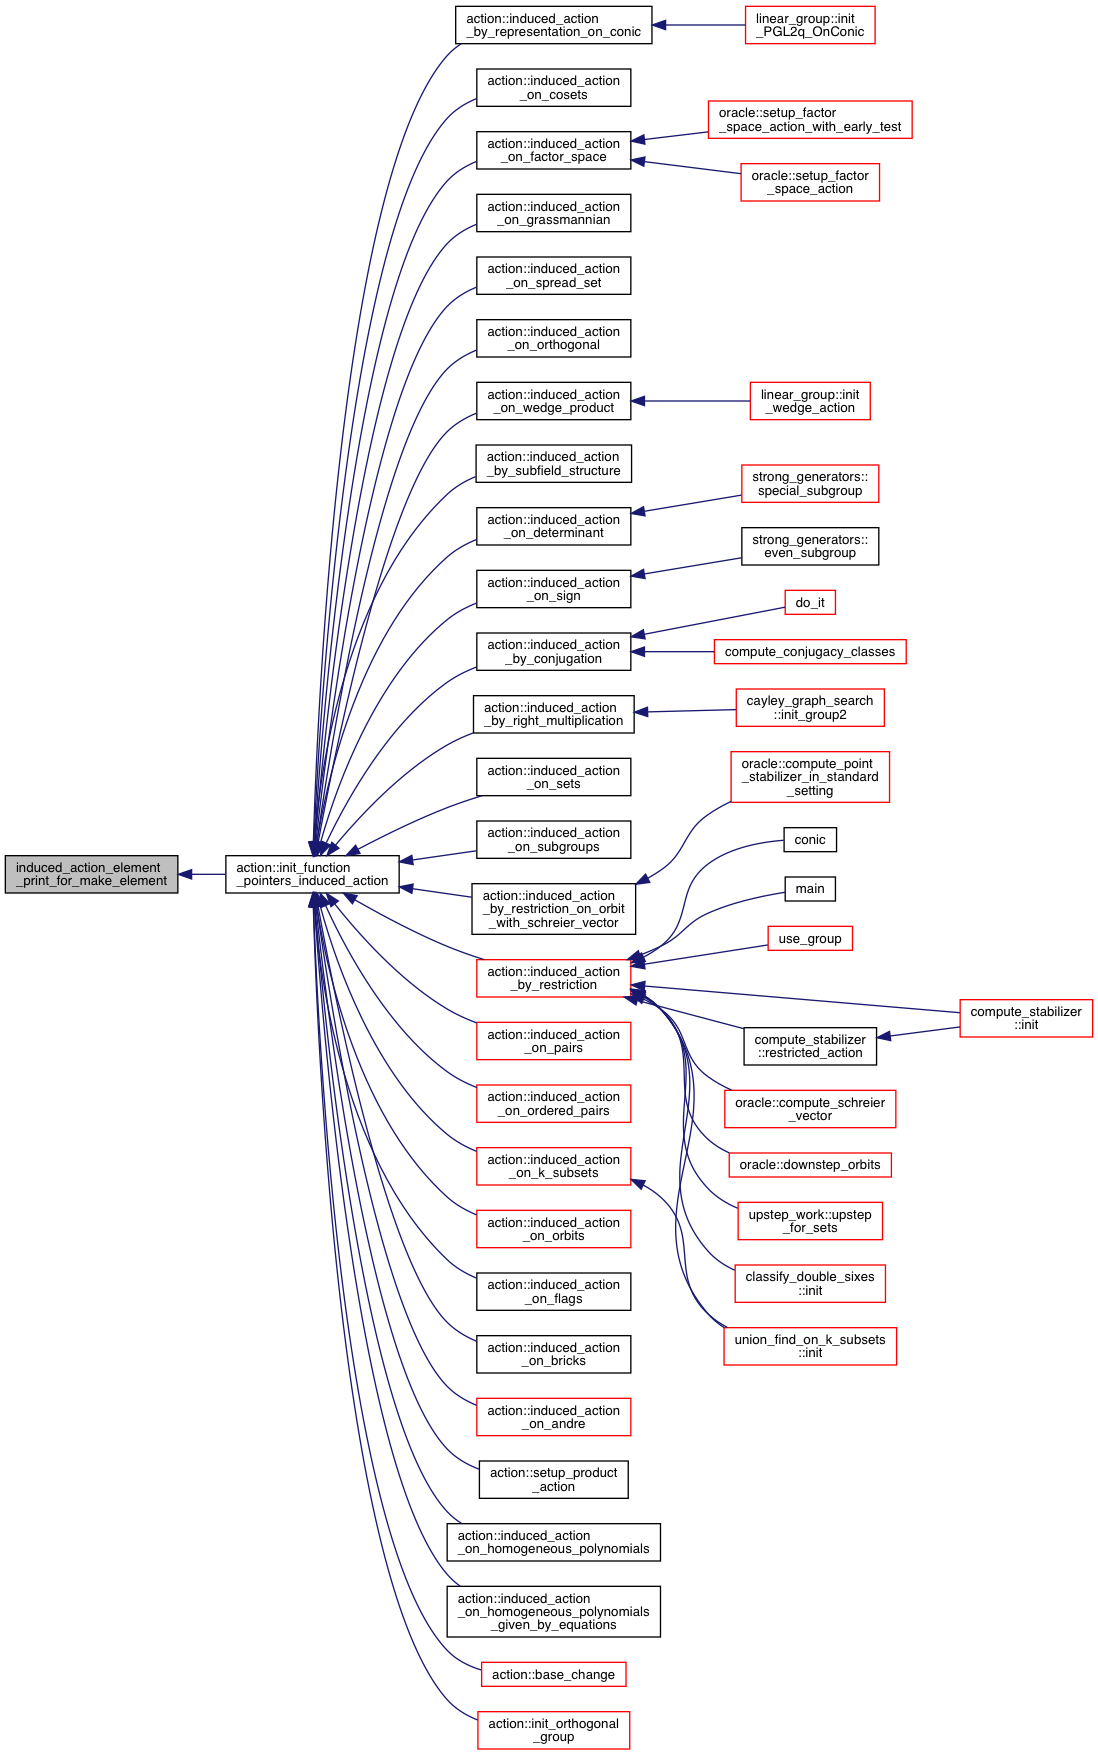 induced_action_element
_print_for_make_element
action::init_function
_pointers_induced_action
action::induced_action
_by_representation_on_conic
action::induced_action
_on_cosets
action::induced_action
_on_factor_space
action::induced_action
_on_grassmannian
action::induced_action
_on_spread_set
action::induced_action
_on_orthogonal
action::induced_action
_on_wedge_product
action::induced_action
_by_subfield_structure
action::induced_action
_on_determinant
action::induced_action
_on_sign
action::induced_action
_by_conjugation
action::induced_action
_by_right_multiplication
action::induced_action
_on_sets
action::induced_action
_on_subgroups
action::induced_action
_by_restriction_on_orbit
_with_schreier_vector
action::induced_action
_by_restriction
action::induced_action
_on_pairs
action::induced_action
_on_ordered_pairs
action::induced_action
_on_k_subsets
action::induced_action
_on_orbits
action::induced_action
_on_flags
action::induced_action
_on_bricks
action::induced_action
_on_andre
action::setup_product
_action
action::induced_action
_on_homogeneous_polynomials
action::induced_action
_on_homogeneous_polynomials
_given_by_equations
action::base_change
action::init_orthogonal
_group
linear_group::init
_PGL2q_OnConic
oracle::setup_factor
_space_action_with_early_test
oracle::setup_factor
_space_action
linear_group::init
_wedge_action
strong_generators::
special_subgroup
strong_generators::
even_subgroup
do_it
compute_conjugacy_classes
cayley_graph_search
::init_group2
oracle::compute_point
_stabilizer_in_standard
_setting
conic
main
use_group
compute_stabilizer
::restricted_action
oracle::compute_schreier
_vector
oracle::downstep_orbits
upstep_work::upstep
_for_sets
classify_double_sixes
::init
union_find_on_k_subsets
::init
compute_stabilizer
::init